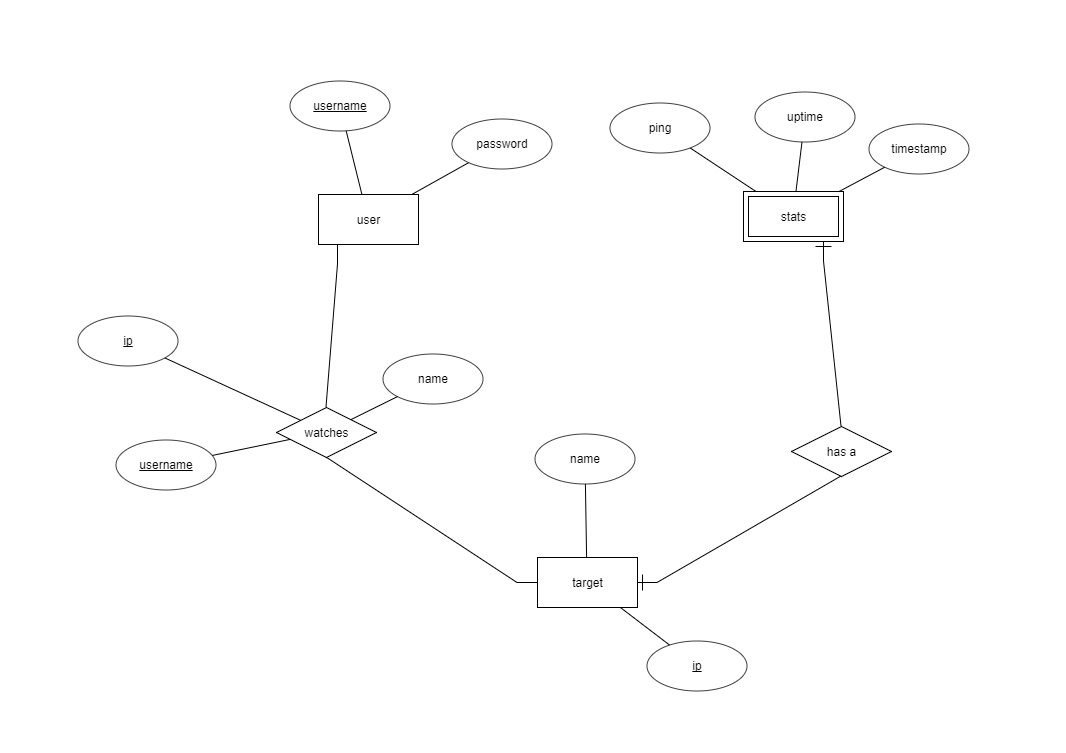 username
password
ping
uptime
timestamp
user
stats
ip
name
watches
username
name
has a
target
ip